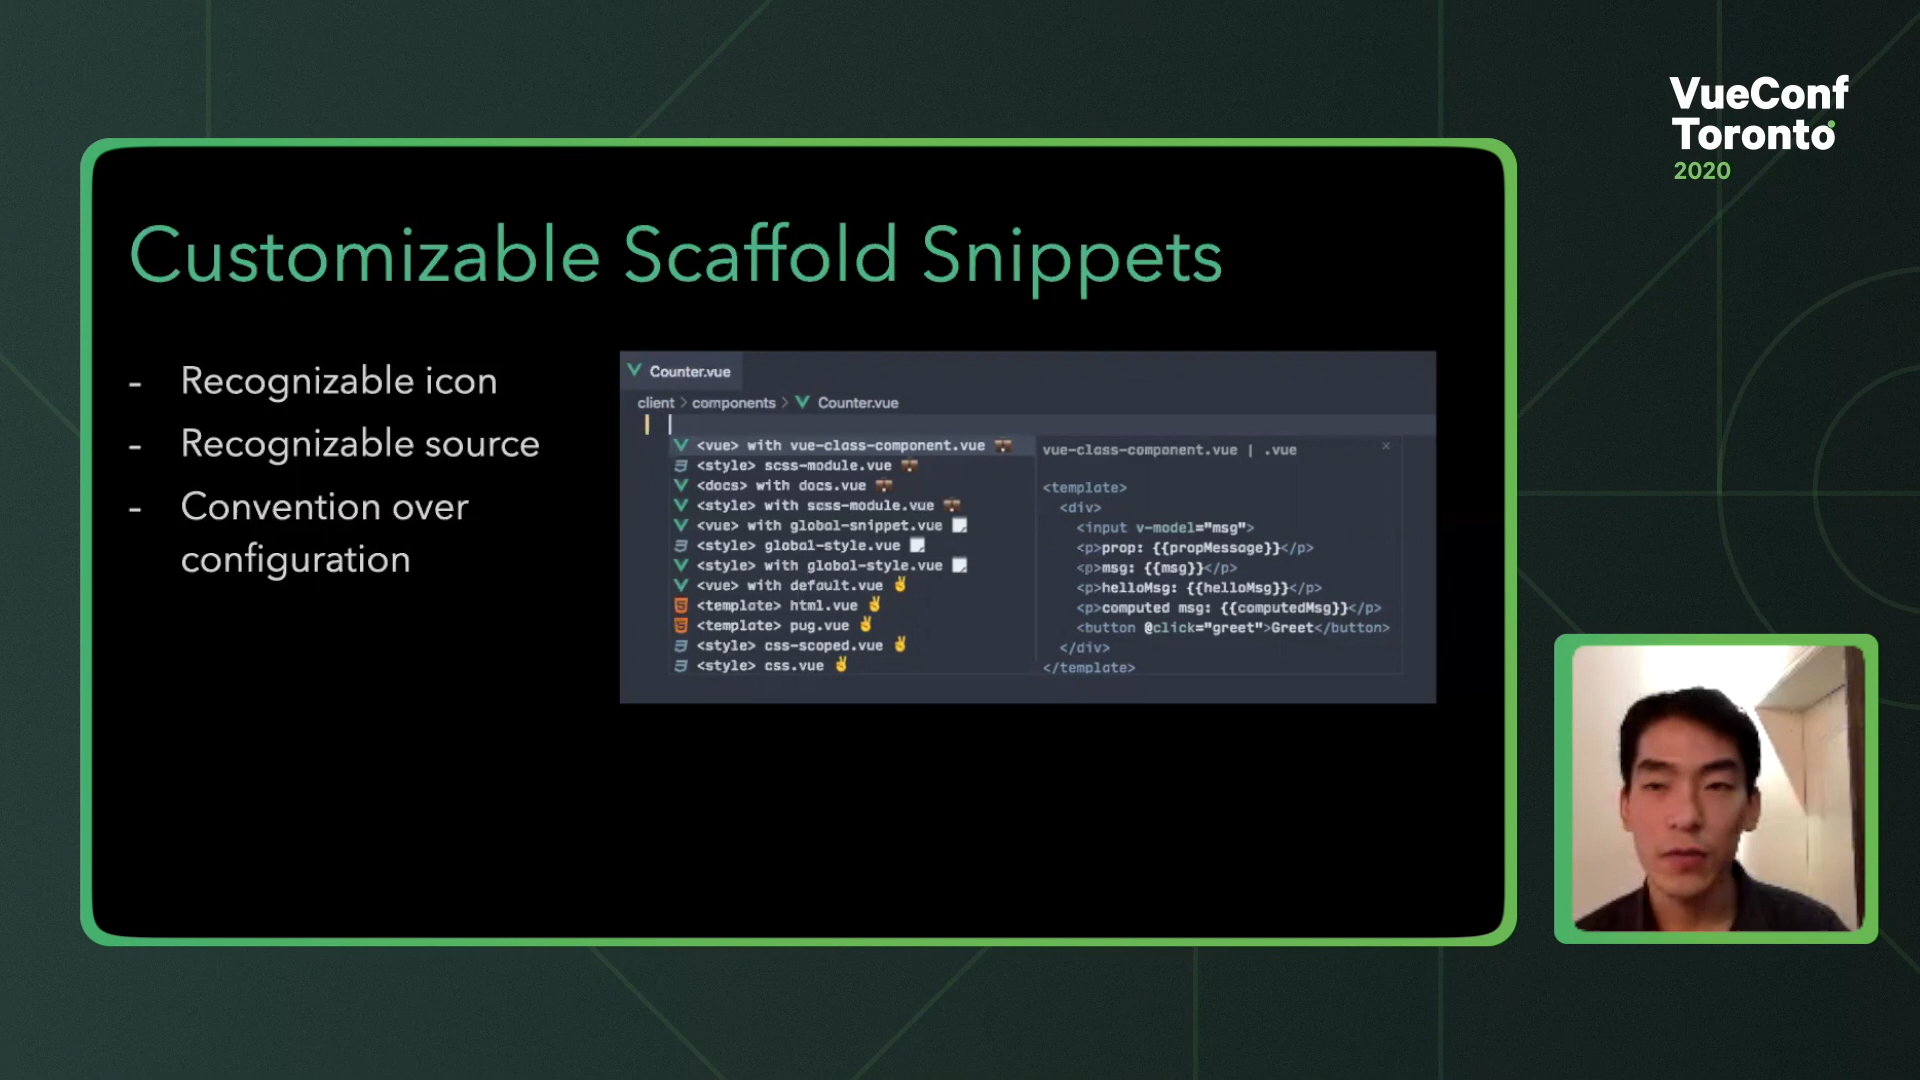 VueConf
Toronto
2020
Customizable Scaffold Snippets
- Recognizable icon
- Recognizable source
- Convention over
configuration
Counter.vue
client > components > Counter.vue
<vue> with vue-class-component.vue 💼
<style> scss-module.vue 💼
<docs> with docs.vue 💼
<style> with scss-module.vue 💼
<vue> with global-snippet.vue
<style> global-style.vue
<style> with global-style.vue
<vue> with default.vue ✌
<template> html.vue ✌
<template> pug.vue ✌
<style> css-scoped.vue ✌
<style> css.vue ✌
vue-class-component.vue | .vue ×
<template>
<div>
<input v-model="msg">
<p>prop: {{propMessage}}</p>
<p>msg: {{msg}}</p>
<p>helloMsg: {{helloMsg}}</p>
<p>computed msg: {{computedMsg}}</p>
<button @click="greet">Greet</button>
</div>
</template>